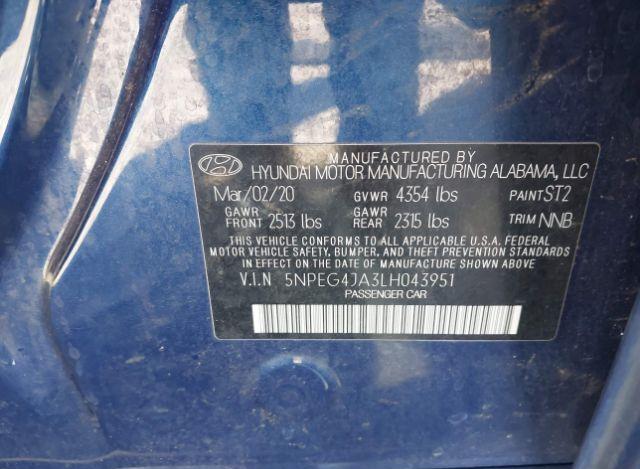 MANUFACTURED BY
HYUNDAI MOTOR MANUFACTURING ALABAMA, LLC
Mar/02/20 GVWR 4354 lbs PAINT ST2
GAWR FRONT 2513 lbs GAWR REAR 2315 lbs TRIM NNB
THIS VEHICLE CONFORMS TO ALL APPLICABLE U.S.A. FEDERAL
MOTOR VEHICLE SAFETY, BUMPER, AND THEFT PREVENTION STANDARDS
IN EFFECT ON THE DATE OF MANUFACTURE SHOWN ABOVE.
V.I.N 5NPEG4JA3LH043951
PASSENGER CAR